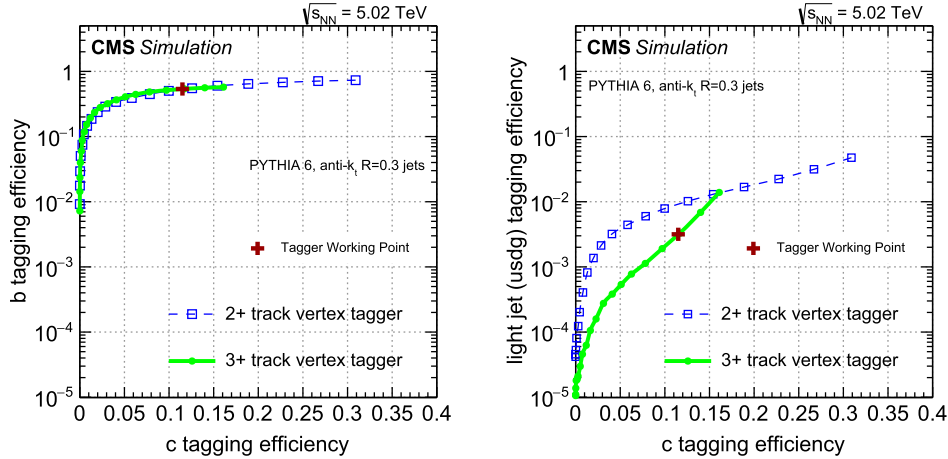 √s_NN = 5.02 TeV
CMS Simulation
PYTHIA 6, anti-k_t R=0.3 jets
Tagger Working Point
2+ track vertex tagger
3+ track vertex tagger
b tagging efficiency
1
10^−1
10^−2
10^−3
10^−4
10^−5
0 0.05 0.1 0.15 0.2 0.25 0.3 0.35 0.4
c tagging efficiency
√s_NN = 5.02 TeV
CMS Simulation
PYTHIA 6, anti-k_t R=0.3 jets
Tagger Working Point
2+ track vertex tagger
3+ track vertex tagger
light jet (usdg) tagging efficiency
1
10^−1
10^−2
10^−3
10^−4
10^−5
0 0.05 0.1 0.15 0.2 0.25 0.3 0.35 0.4
c tagging efficiency